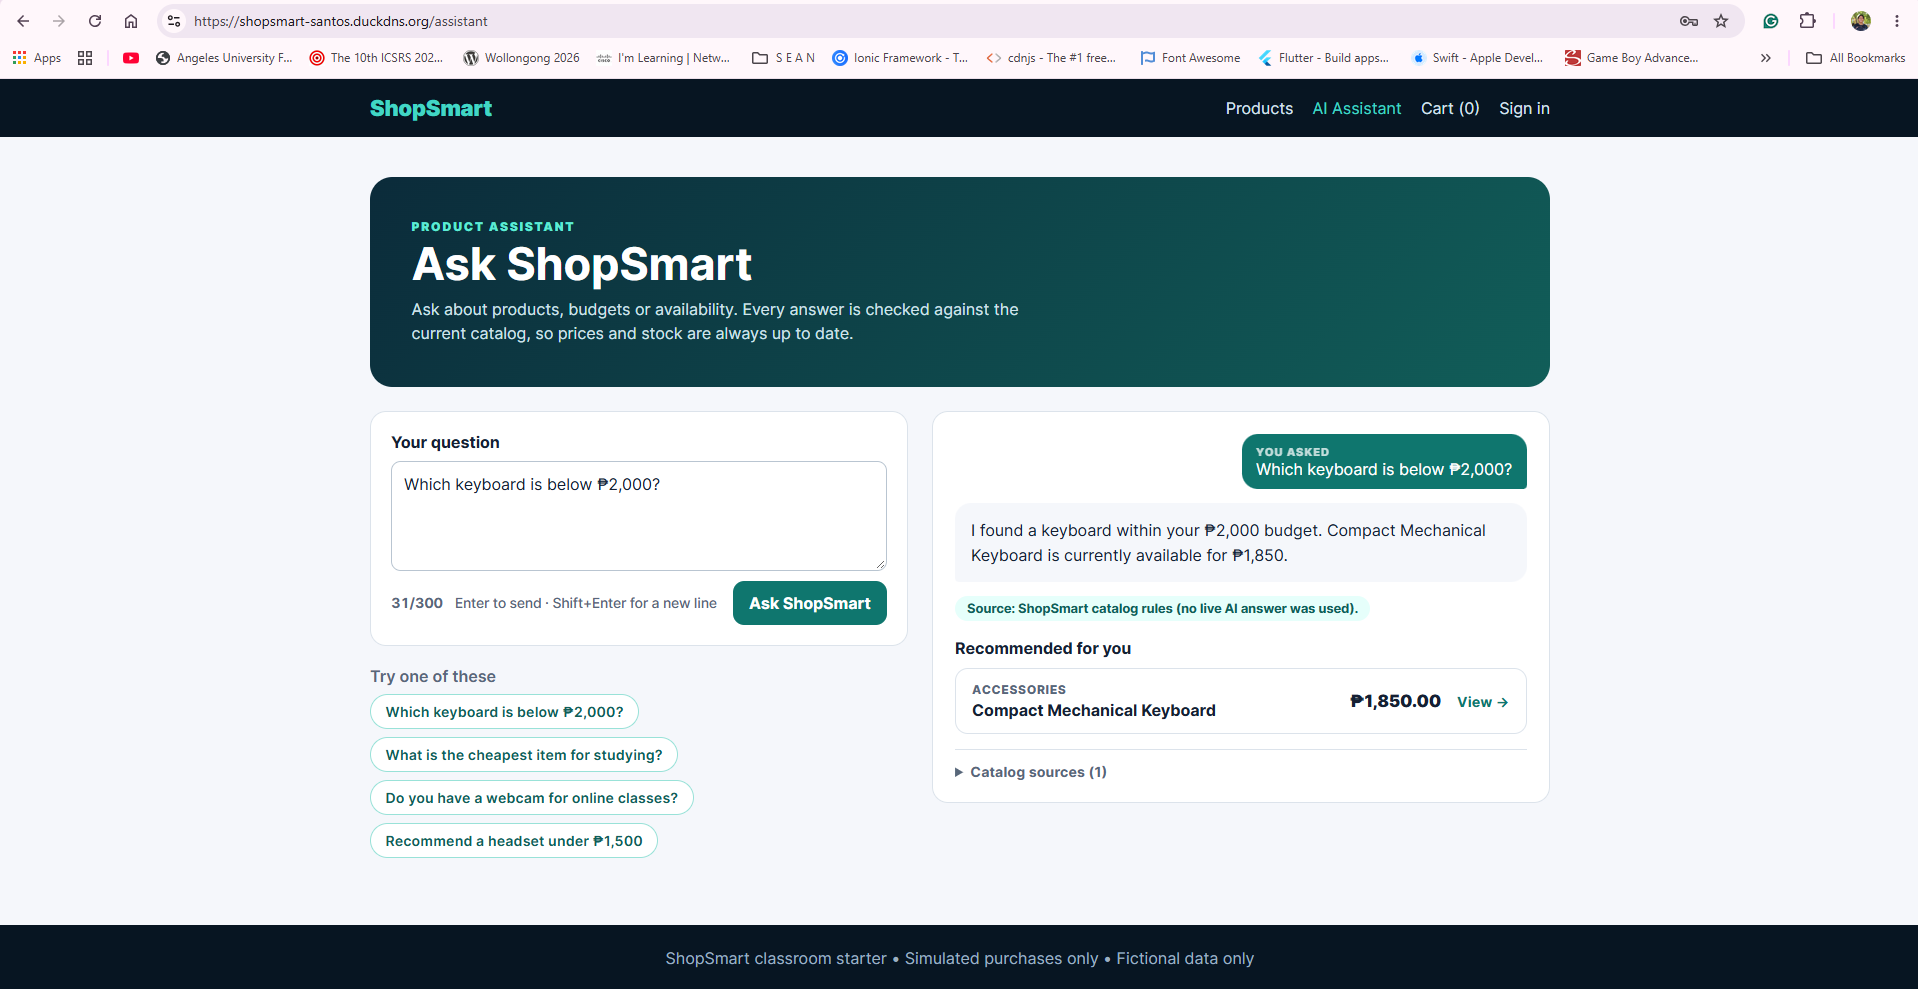 https://shopsmart-santos.duckdns.org/assistant
Apps
Angeles University F...
The 10th ICSRS 202...
Wollongong 2026
I'm Learning | Netw...
S E A N
Ionic Framework - T...
cdnjs - The #1 free...
Font Awesome
Flutter - Build apps...
Swift - Apple Devel...
Game Boy Advance...
All Bookmarks
ShopSmart
Products
AI Assistant
Cart (0)
Sign in
PRODUCT ASSISTANT
Ask ShopSmart
Ask about products, budgets or availability. Every answer is checked against the
current catalog, so prices and stock are always up to date.
Your question
Which keyboard is below ₱2,000?
31/300
Enter to send · Shift+Enter for a new line
Ask ShopSmart
Try one of these
Which keyboard is below ₱2,000?
What is the cheapest item for studying?
Do you have a webcam for online classes?
Recommend a headset under ₱1,500
YOU ASKED
Which keyboard is below ₱2,000?
I found a keyboard within your ₱2,000 budget. Compact Mechanical
Keyboard is currently available for ₱1,850.
Source: ShopSmart catalog rules (no live AI answer was used).
Recommended for you
ACCESSORIES
Compact Mechanical Keyboard
₱1,850.00
View →
Catalog sources (1)
ShopSmart classroom starter • Simulated purchases only • Fictional data only